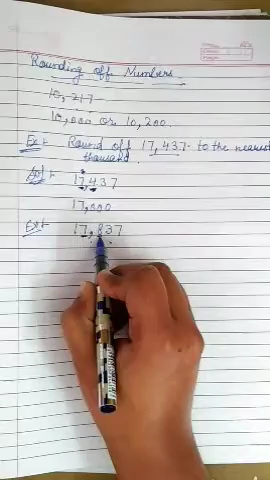 Rounding off Numbers
10,217
10,000 or 10,200.
Ex:- Round off 17,437 to the nearest
thousand.
Sol:- 17,437
17,000
Ex:- 17,837